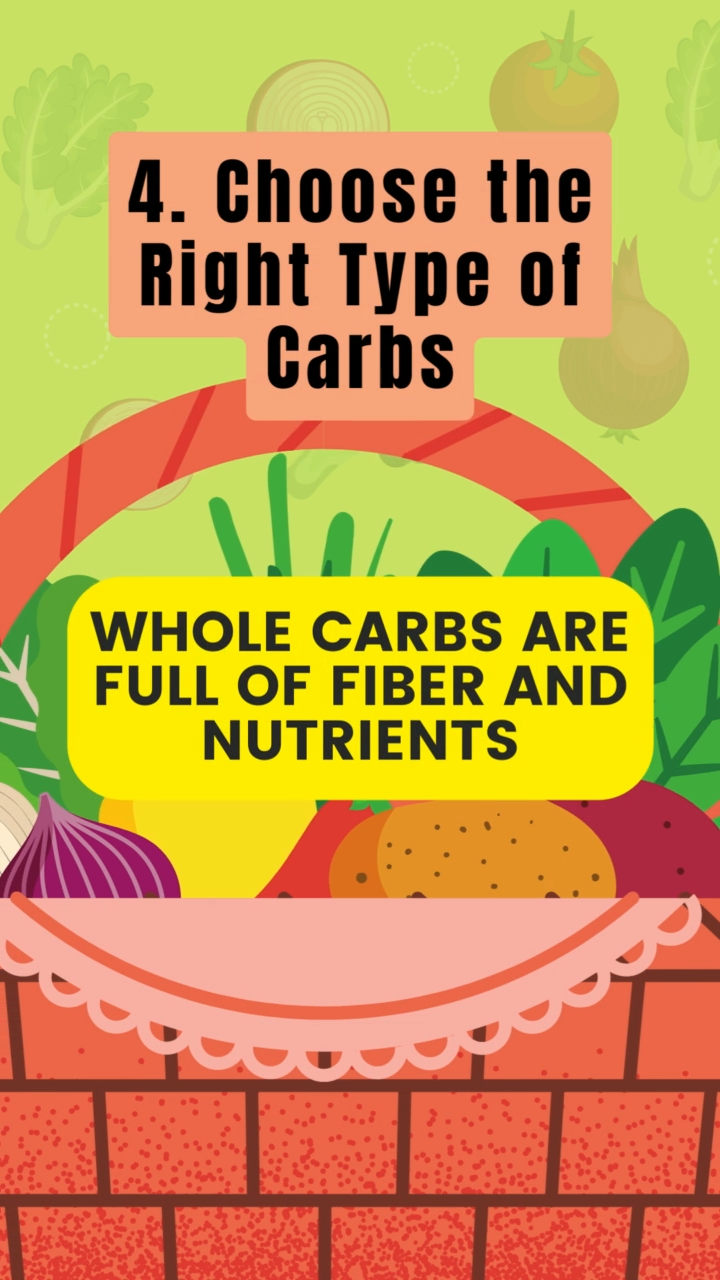 4. Choose the
Right Type of
Carbs
WHOLE CARBS ARE
FULL OF FIBER AND
NUTRIENTS